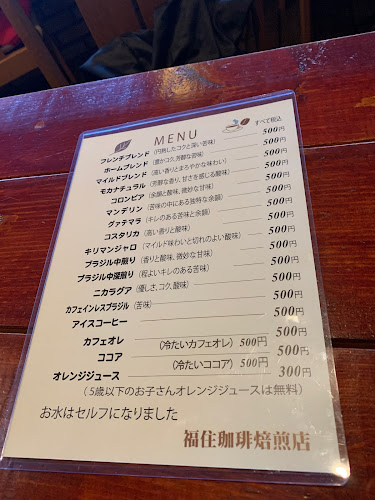 MENU
すべて税込
フレンチブレンド（円熟したコクと深い苦味） 500円
ホームブレンド（豊かコク、芳醇な苦味） 500円
マイルドブレンド（高い香りとまろやかな味わい） 500円
モカナチュラル（芳醇な香り、甘さを感じる酸味） 500円
コロンビア（余韻と酸味、微妙な甘味） 500円
マンデリン（苦味の中にある独特な余韻） 500円
グァテマラ（キレのある苦味と余韻） 500円
コスタリカ（高い香りと酸味） 500円
キリマンジャロ（マイルド味わいと切れのよい酸味） 500円
ブラジル中煎り（香りと酸味、微妙な甘味） 500円
ブラジル中深煎り（程よいキレのある苦味） 500円
ニカラグア（優しさ、コク、酸味） 500円
カフェインレスブラジル（苦味） 500円
アイスコーヒー 500円
カフェオレ （冷たいカフェオレ）500円 500円
ココア （冷たいココア）500円 500円
オレンジジュース 300円
（5歳以下のお子さんオレンジジュースは無料）
お水はセルフになりました
福住珈琲焙煎店